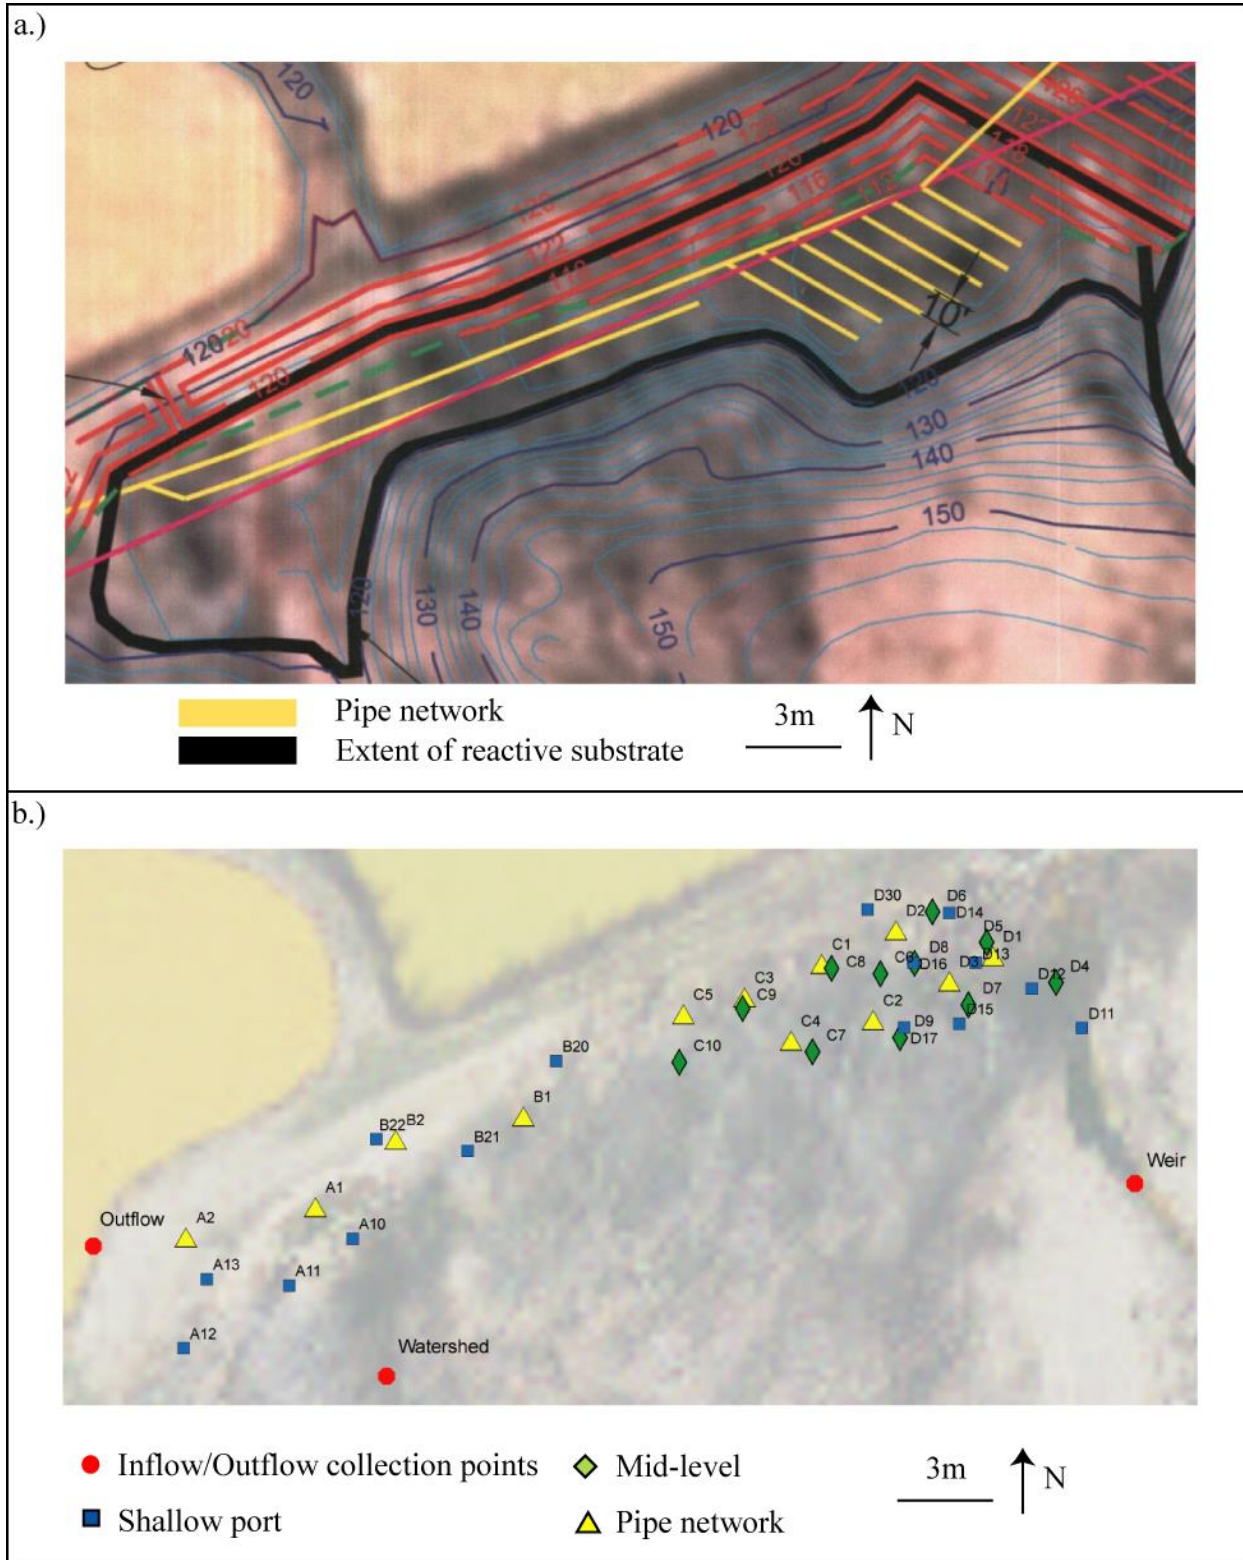 a.)
120
120
120
120
120
122
116
118
118
112
120
120
120
10'
120
130
140
150
120
130
140
150
Pipe network
Extent of reactive substrate
3m
N
b.)
D30
D6
D2
D14
D5
D1
C1
D8
C8
C6
D16
D3
D13
D12
D4
C3
C9
D7
C5
C2
D15
D11
C4
D9
D17
C7
C10
B20
B1
B22
B2
B21
Weir
A1
Outflow
A2
A10
A13
A11
A12
Watershed
Inflow/Outflow collection points
Mid-level
3m
N
Shallow port
Pipe network